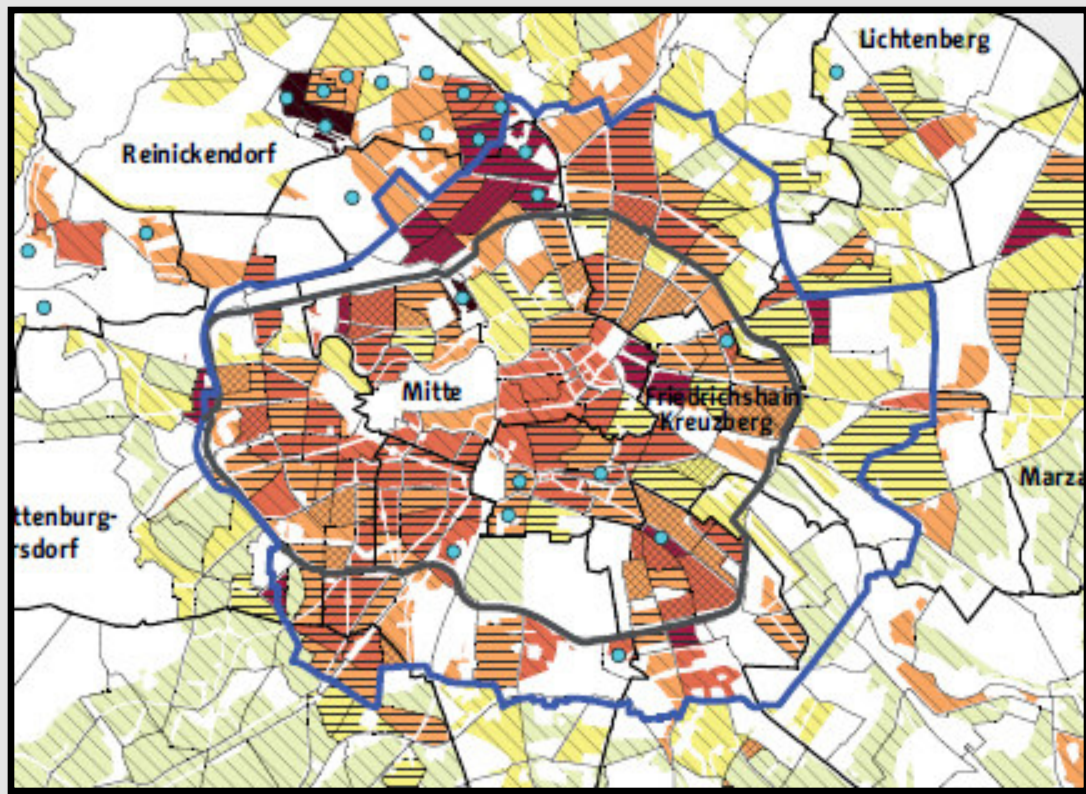 Lichtenberg
Reinickendorf
Mitte
Friedrichshain-
Kreuzberg
Marza
ttenburg-
rsdorf